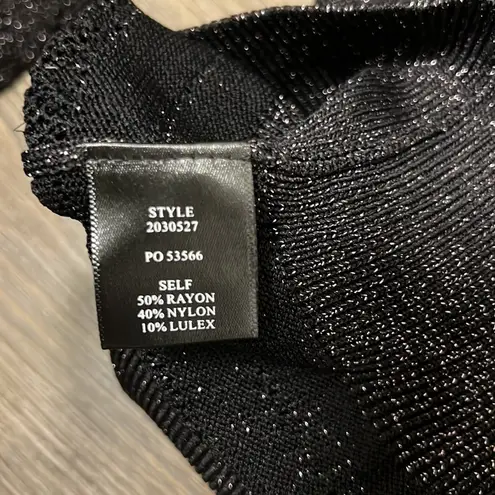 STYLE
2030527
PO 53566
SELF
50% RAYON
40% NYLON
10% LULEX